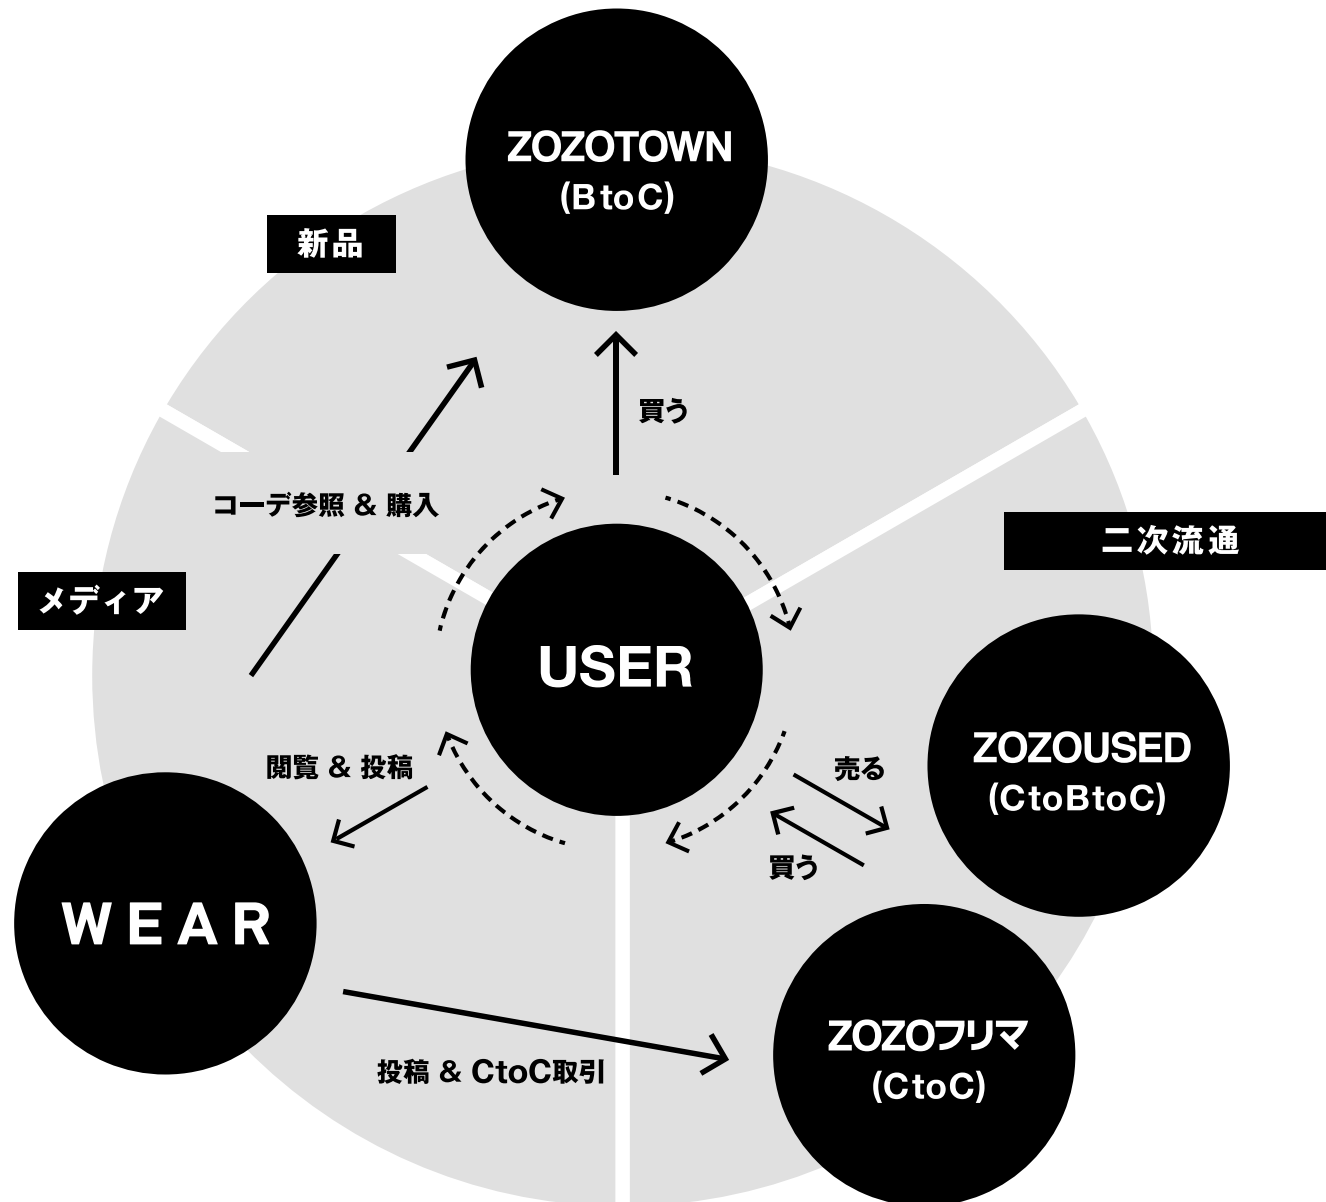 ZOZOTOWN
(BtoC)
新品
買う
コーデ参照 & 購入
二次流通
メディア
USER
ZOZOUSED
(CtoBtoC)
閲覧 & 投稿
売る
買う
WEAR
ZOZOフリマ
(CtoC)
投稿 & CtoC取引